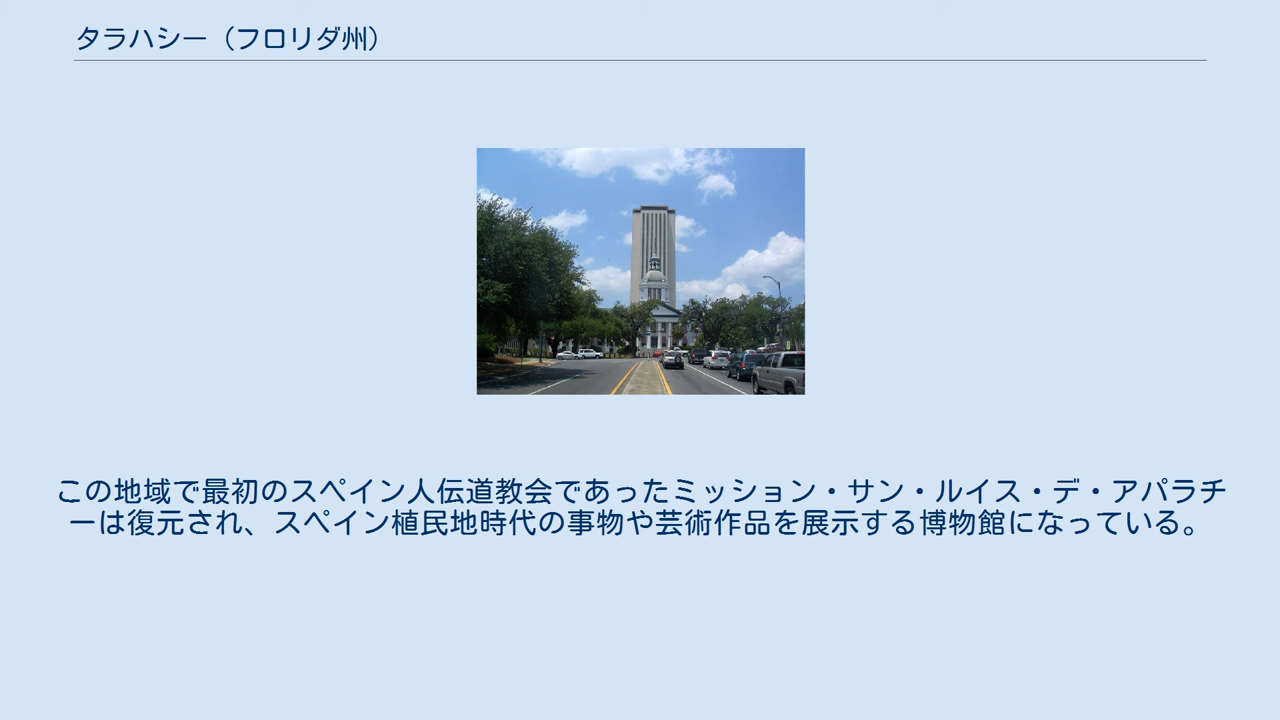 タラハシー（フロリダ州）
この地域で最初のスペイン人伝道教会であったミッション・サン・ルイス・デ・アパラチ
ーは復元され、スペイン植民地時代の事物や芸術作品を展示する博物館になっている。